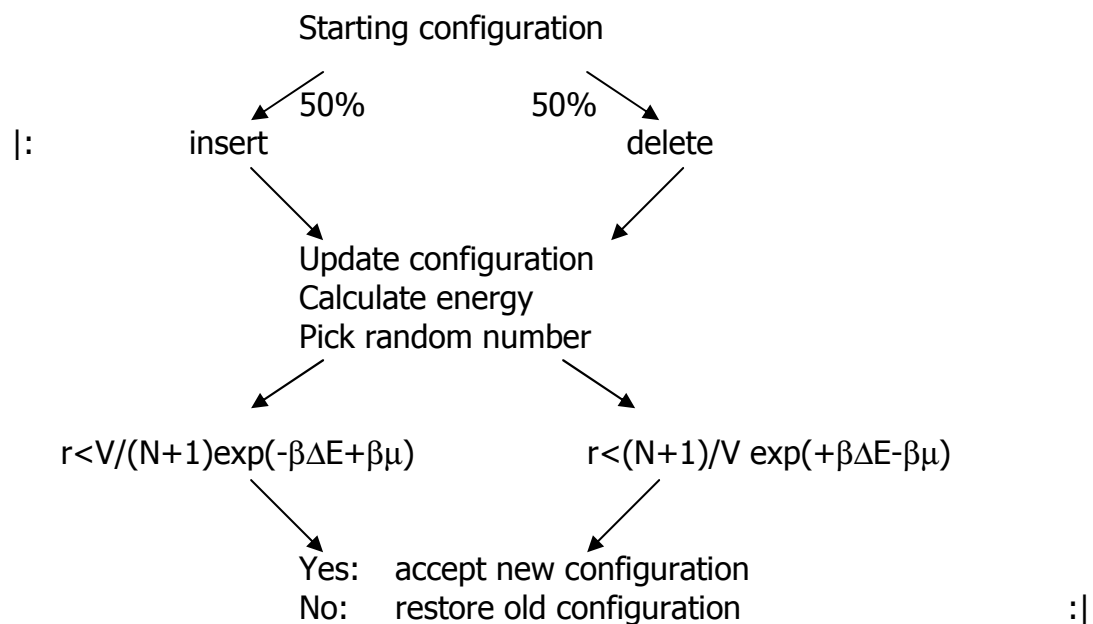 Starting configuration
50% 50%
|: insert delete
Update configuration
Calculate energy
Pick random number
r<V/(N+1)exp(-βΔE+βμ) r<(N+1)/V exp(+βΔE-βμ)
Yes: accept new configuration
No: restore old configuration :|